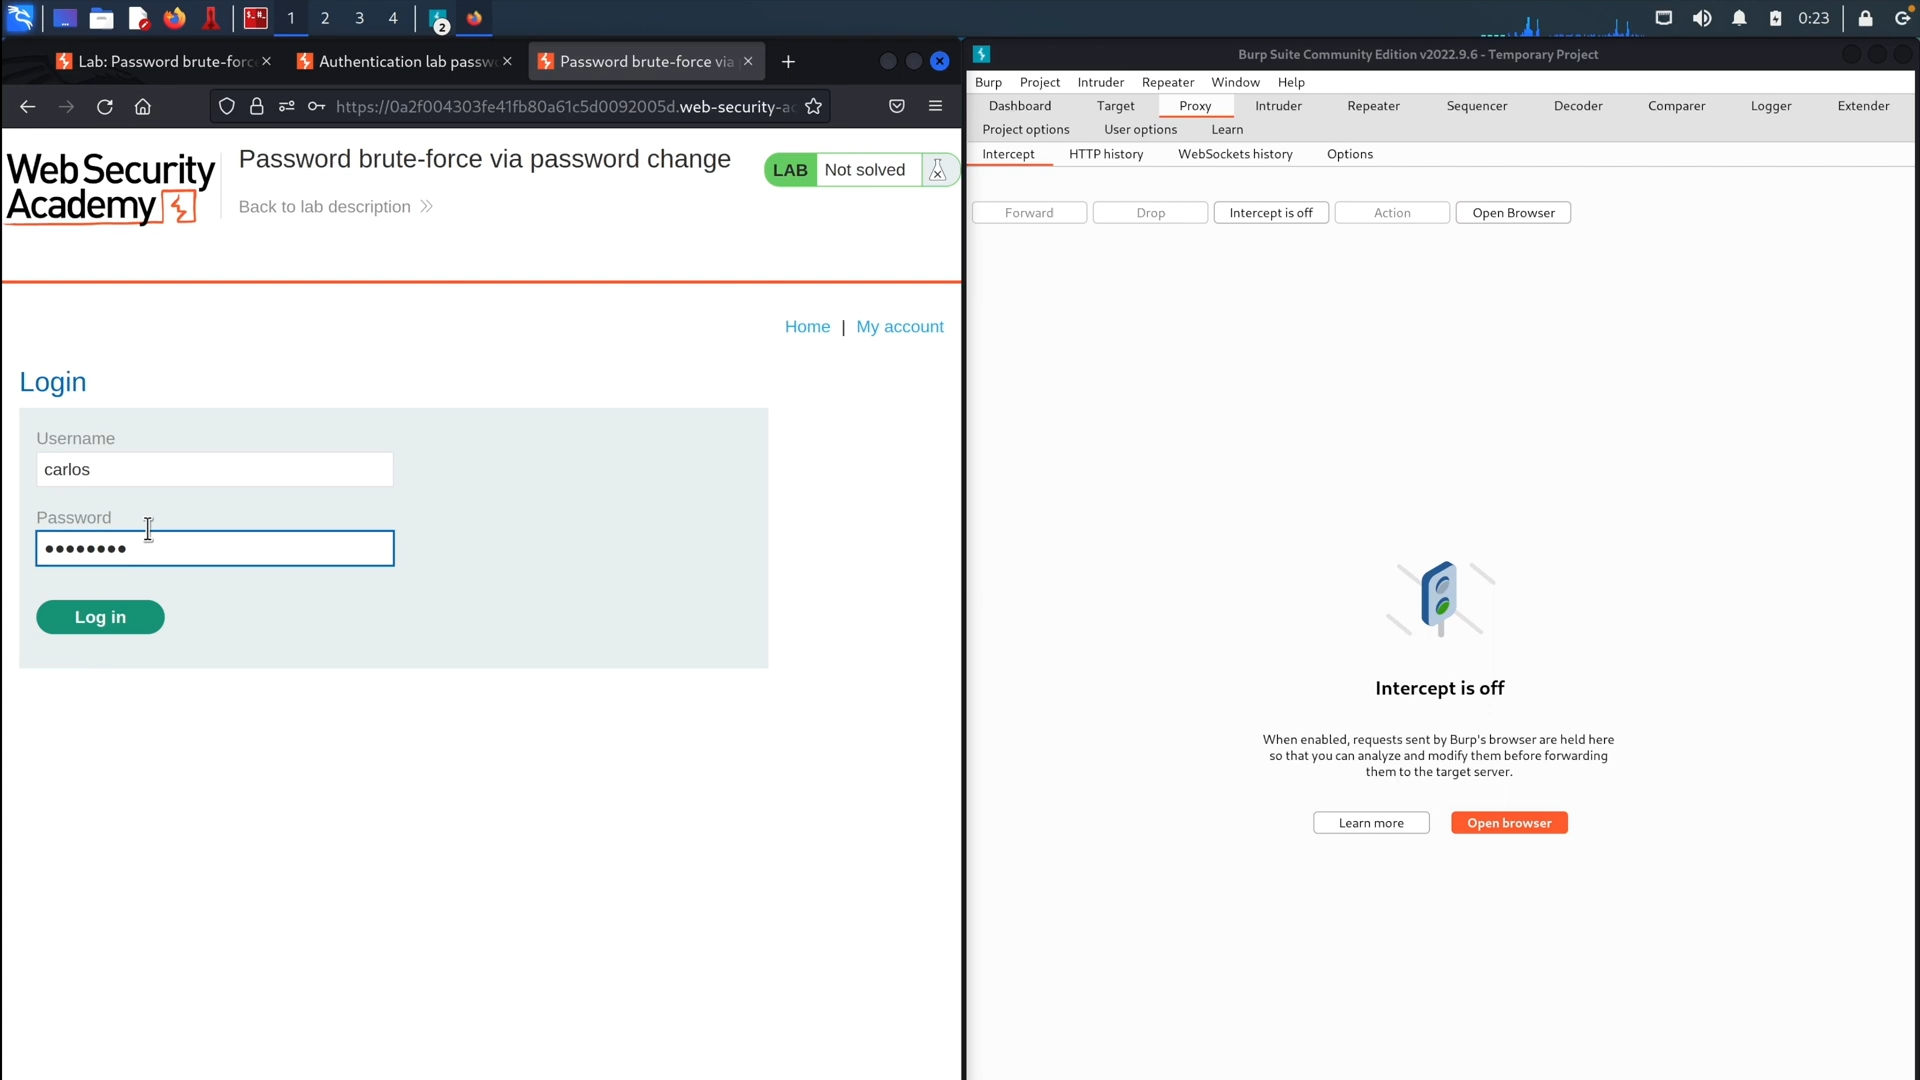 1
2
3
4
2
0:23
Lab: Password brute-forc
Authentication lab passw
Password brute-force via
https://0a2f004303fe41fb80a61c5d0092005d.web-security-ac
Web Security
Academy
Password brute-force via password change
Back to lab description
LAB
Not solved
Home | My account
Login
Username
carlos
Password
Log in
Burp Suite Community Edition v2022.9.6 - Temporary Project
Burp Project Intruder Repeater Window Help
Dashboard Target Proxy Intruder Repeater Sequencer Decoder Comparer Logger Extender
Project options User options Learn
Intercept HTTP history WebSockets history Options
Forward Drop Intercept is off Action Open Browser
Intercept is off
When enabled, requests sent by Burp's browser are held here
so that you can analyze and modify them before forwarding
them to the target server.
Learn more Open browser